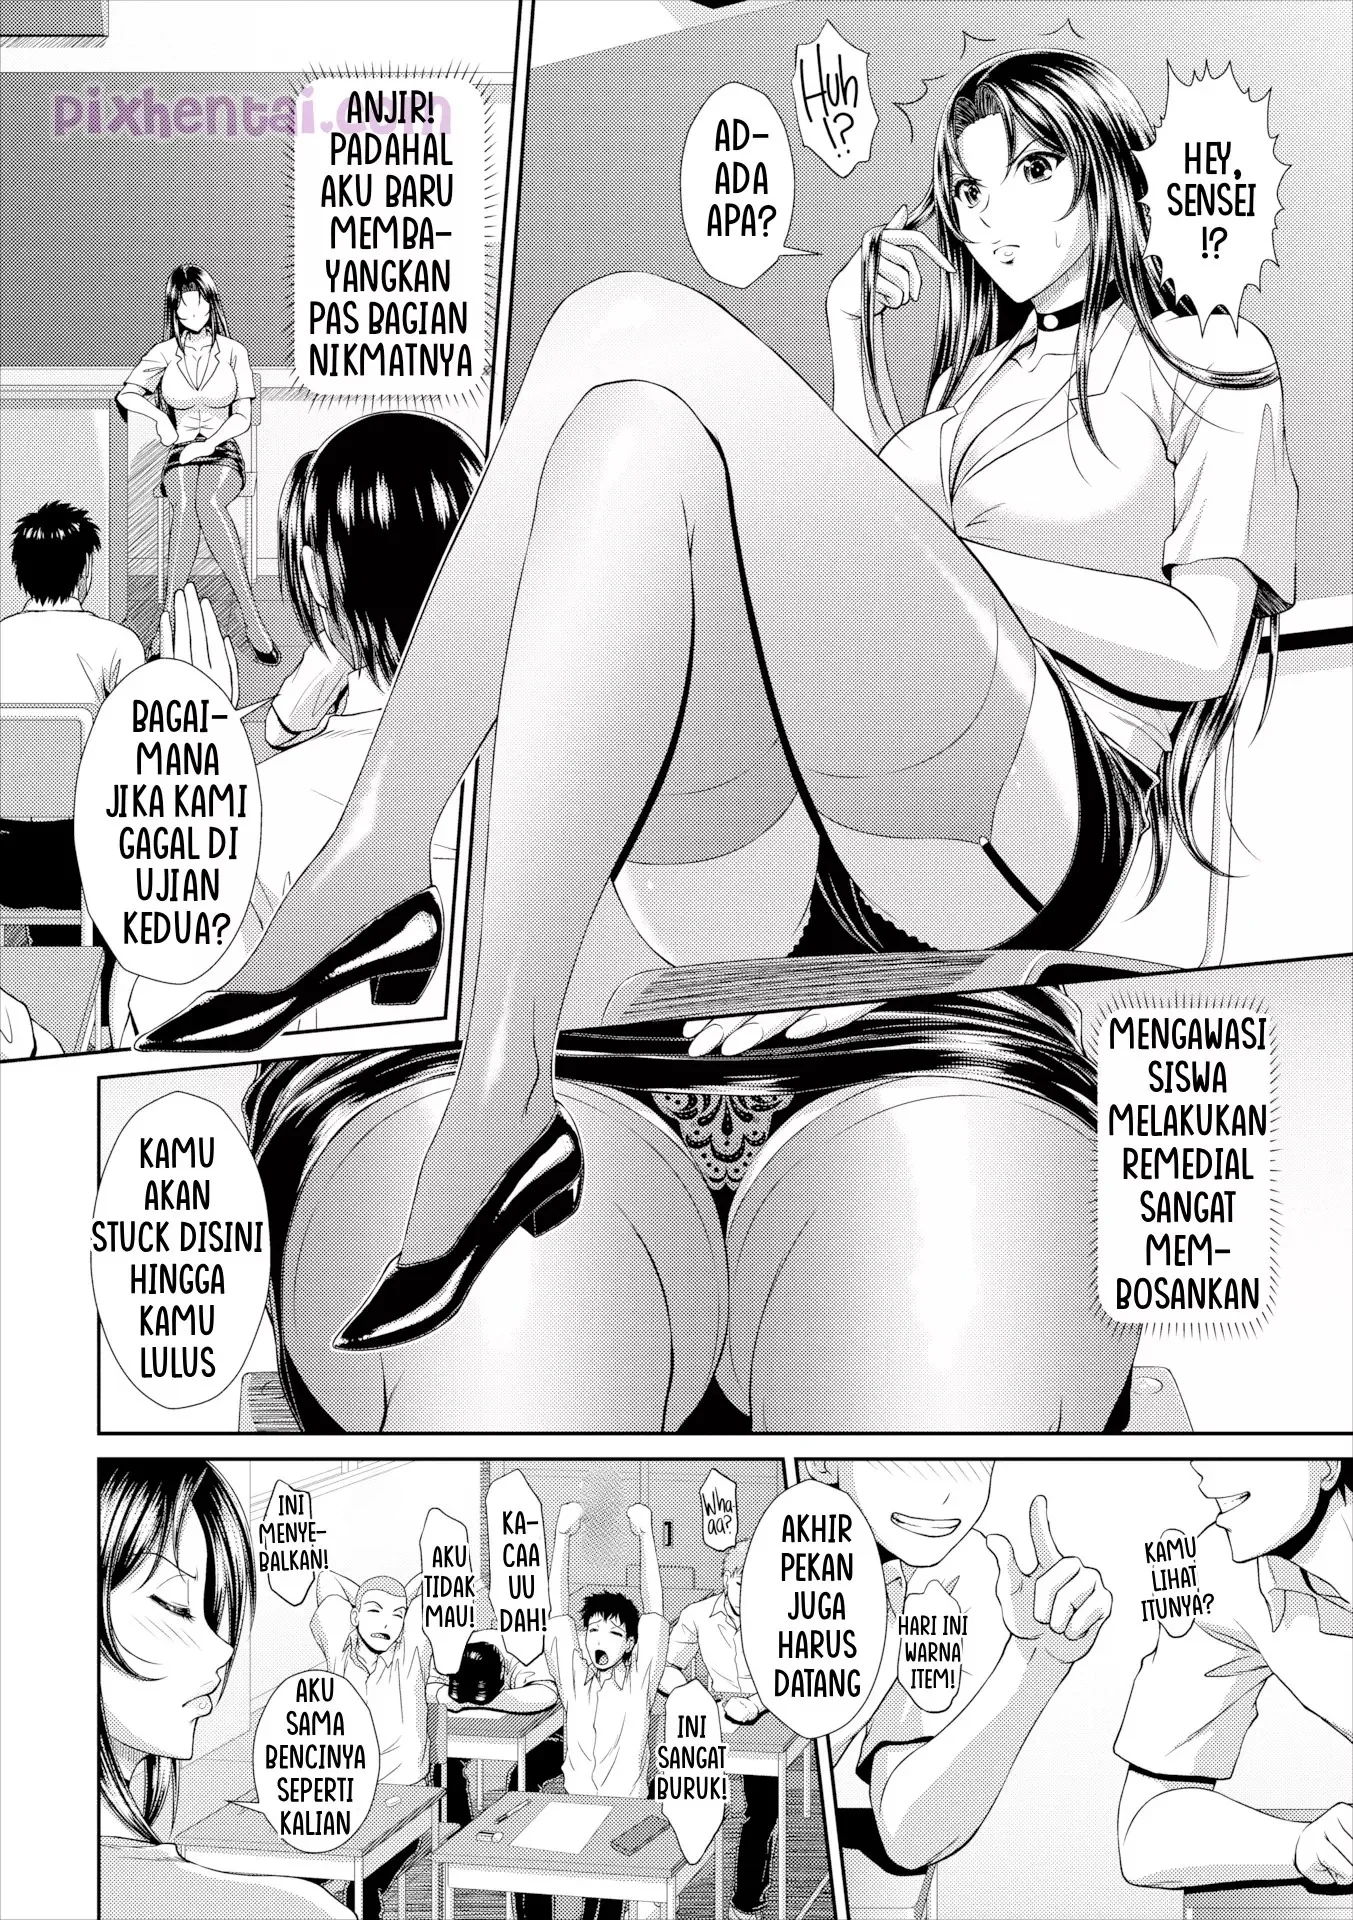 HEY,
SENSEI
!?
Huh
!?
AD-
ADA
APA?
ANJIR!
PADAHAL
AKU BARU
MEMBA-
YANGKAN
PAS BAGIAN
NIKMATNYA
pixhentai.com
BAGAI-
MANA
JIKA KAMI
GAGAL DI
UJIAN
KEDUA?
MENGAWASI
SISWA
MELAKUKAN
REMEDIAL
SANGAT
MEM-
BOSANKAN
KAMU
AKAN
STUCK DISINI
HINGGA
KAMU
LULUS
KAMU
LIHAT
ITUNYA?
HARI INI
WARNA
ITEM!
AKHIR
PEKAN
JUGA
HARUS
DATANG
Wha-
aa?
KA-
CAA
UU
DAH!
AKU
TIDAK
MAU!
INI
MENYE-
BALKAN!
INI
SANGAT
BURUK!
AKU
SAMA
BENCINYA
SEPERTI
KALIAN